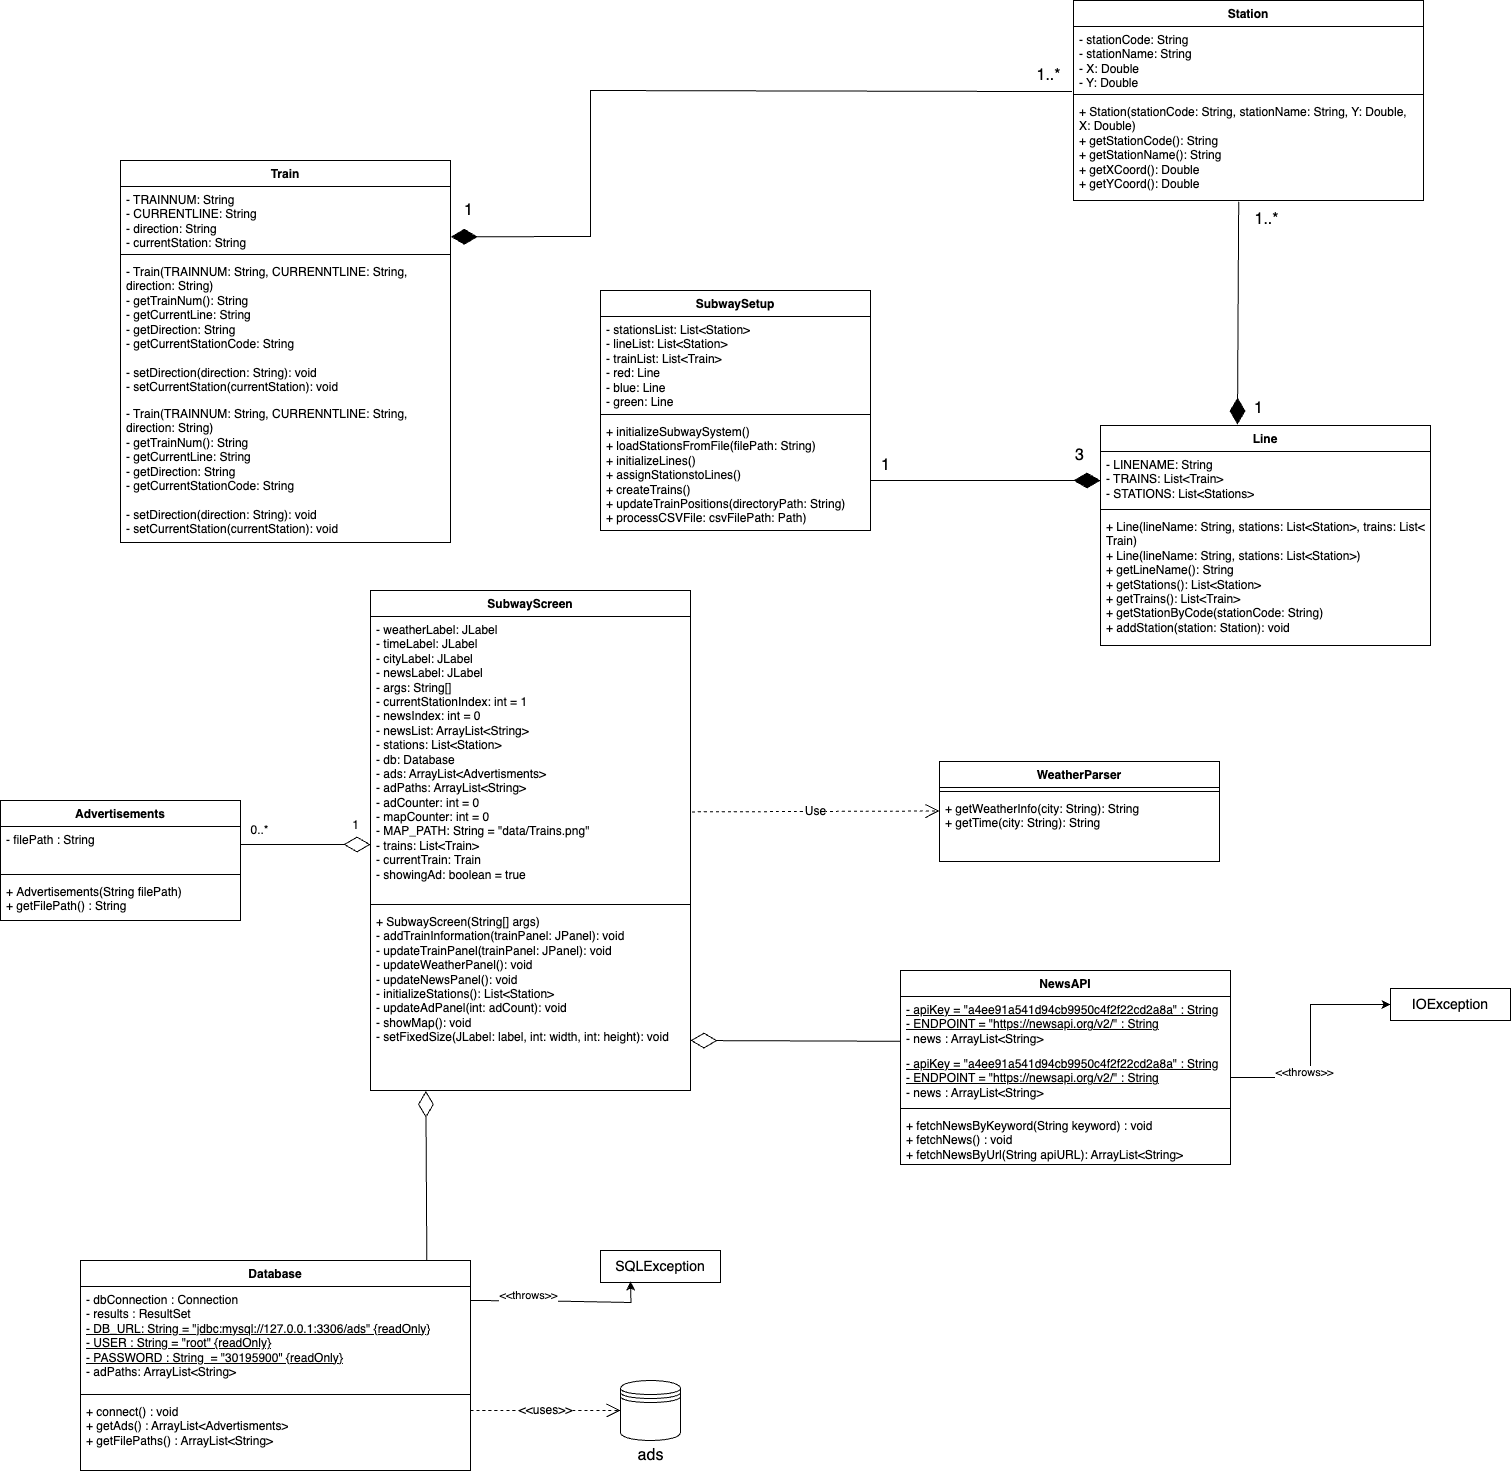 Station
- stationCode: String
- stationName: String
- X: Double
- Y: Double
+ Station(stationCode: String, stationName: String, Y: Double,
X: Double)
+ getStationCode(): String
+ getStationName(): String
+ getXCoord(): Double
+ getYCoord(): Double
1..*
1..*
Train
- TRAINNUM: String
- CURRENTLINE: String
- direction: String
- currentStation: String
- Train(TRAINNUM: String, CURRENNTLINE: String,
direction: String)
- getTrainNum(): String
- getCurrentLine: String
- getDirection: String
- getCurrentStationCode: String
- setDirection(direction: String): void
- setCurrentStation(currentStation): void
- Train(TRAINNUM: String, CURRENNTLINE: String,
direction: String)
- getTrainNum(): String
- getCurrentLine: String
- getDirection: String
- getCurrentStationCode: String
- setDirection(direction: String): void
- setCurrentStation(currentStation): void
1
SubwaySetup
- stationsList: List<Station>
- lineList: List<Station>
- trainList: List<Train>
- red: Line
- blue: Line
- green: Line
+ initializeSubwaySystem()
+ loadStationsFromFile(filePath: String)
+ initializeLines()
+ assignStationstoLines()
+ createTrains()
+ updateTrainPositions(directoryPath: String)
+ processCSVFile: csvFilePath: Path)
1
3
1
Line
- LINENAME: String
- TRAINS: List<Train>
- STATIONS: List<Stations>
+ Line(lineName: String, stations: List<Station>, trains: List<
Train)
+ Line(lineName: String, stations: List<Station>)
+ getLineName(): String
+ getStations(): List<Station>
+ getTrains(): List<Train>
+ getStationByCode(stationCode: String)
+ addStation(station: Station): void
SubwayScreen
- weatherLabel: JLabel
- timeLabel: JLabel
- cityLabel: JLabel
- newsLabel: JLabel
- args: String[]
- currentStationIndex: int = 1
- newsIndex: int = 0
- newsList: ArrayList<String>
- stations: List<Station>
- db: Database
- ads: ArrayList<Advertisments>
- adPaths: ArrayList<String>
- adCounter: int = 0
- mapCounter: int = 0
- MAP_PATH: String = "data/Trains.png"
- trains: List<Train>
- currentTrain: Train
- showingAd: boolean = true
+ SubwayScreen(String[] args)
- addTrainInformation(trainPanel: JPanel): void
- updateTrainPanel(trainPanel: JPanel): void
- updateWeatherPanel(): void
- updateNewsPanel(): void
- initializeStations(): List<Station>
- updateAdPanel(int: adCount): void
- showMap(): void
- setFixedSize(JLabel: label, int: width, int: height): void
Advertisements
- filePath : String
+ Advertisements(String filePath)
+ getFilePath() : String
0..*
1
Use
WeatherParser
+ getWeatherInfo(city: String): String
+ getTime(city: String): String
NewsAPI
- apiKey = "a4ee91a541d94cb9950c4f2f22cd2a8a" : String
- ENDPOINT = "https://newsapi.org/v2/" : String
- news : ArrayList<String>
- apiKey = "a4ee91a541d94cb9950c4f2f22cd2a8a" : String
- ENDPOINT = "https://newsapi.org/v2/" : String
- news : ArrayList<String>
+ fetchNewsByKeyword(String keyword) : void
+ fetchNews() : void
+ fetchNewsByUrl(String apiURL): ArrayList<String>
<<throws>>
IOException
Database
- dbConnection : Connection
- results : ResultSet
- DB_URL: String = "jdbc:mysql://127.0.0.1:3306/ads" {readOnly}
- USER : String = "root" {readOnly}
- PASSWORD : String  = "30195900" {readOnly}
- adPaths: ArrayList<String>
+ connect() : void
+ getAds() : ArrayList<Advertisments>
+ getFilePaths() : ArrayList<String>
<<throws>>
SQLException
<<uses>>
ads